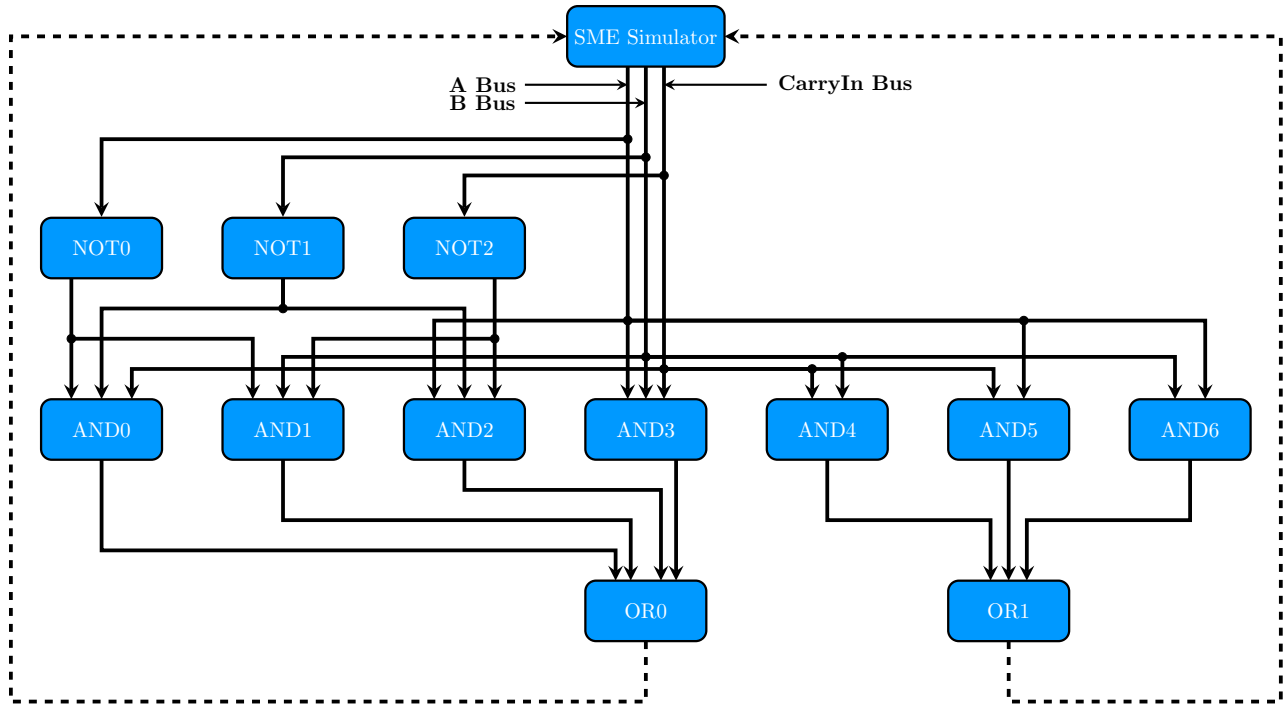 SME Simulator
A Bus
CarryIn Bus
B Bus
NOT0
NOT1
NOT2
AND0
AND1
AND2
AND3
AND4
AND5
AND6
OR0
OR1